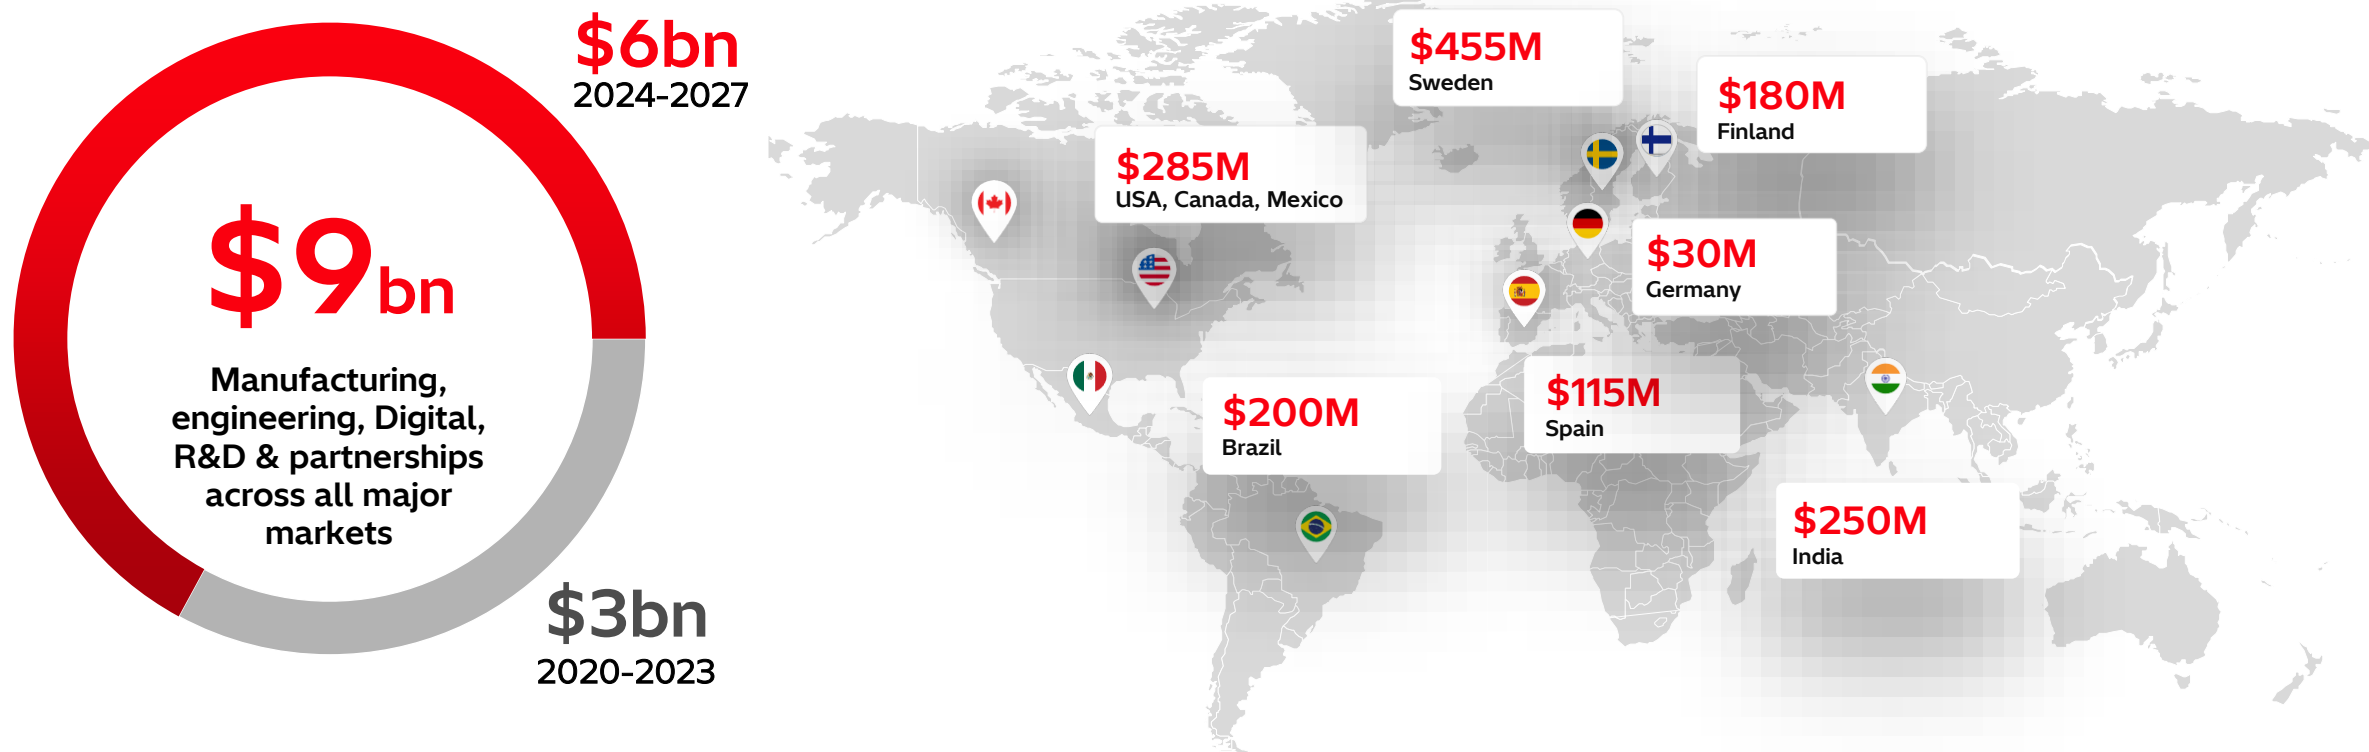 $6bn
2024-2027
$9bn
Manufacturing,
engineering, Digital,
R&D & partnerships
across all major
markets
$3bn
2020-2023
$455M
Sweden
$180M
Finland
$285M
USA, Canada, Mexico
$30M
Germany
$200M
Brazil
$115M
Spain
$250M
India